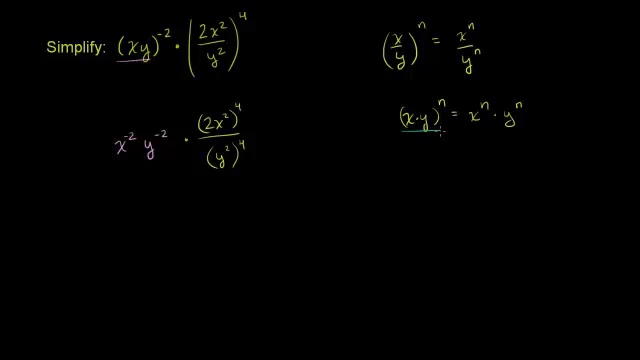 Simplify: (xy)^-2 · (2x^2/y^2)^4
(x/y)^n = x^n/y^n
(x·y)^n = x^n · y^n
x^-2 y^-2 · (2x^2)^4/(y^2)^4